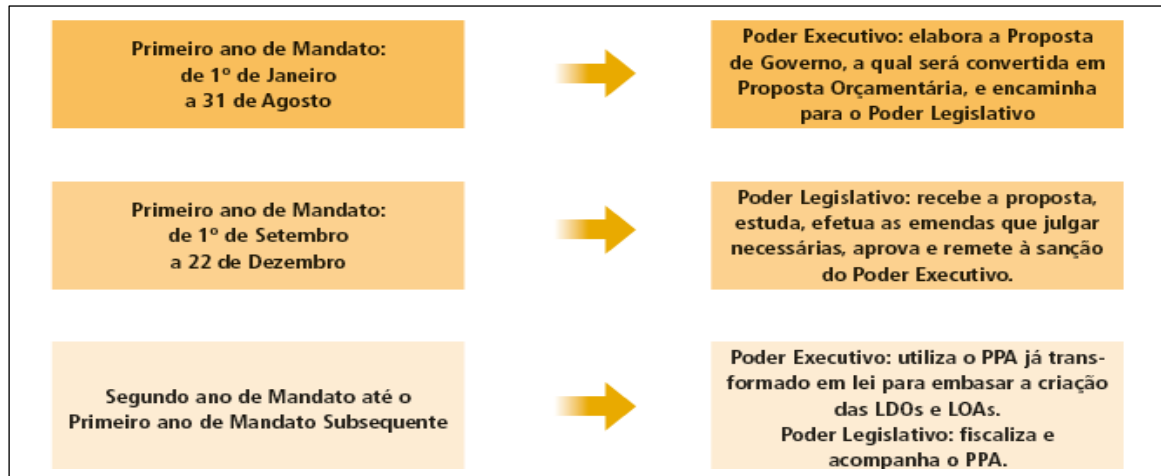 Primeiro ano de Mandato:
de 1º de Janeiro
a 31 de Agosto
Poder Executivo: elabora a Proposta
de Governo, a qual será convertida em
Proposta Orçamentária, e encaminha
para o Poder Legislativo
Primeiro ano de Mandato:
de 1º de Setembro
a 22 de Dezembro
Poder Legislativo: recebe a proposta,
estuda, efetua as emendas que julgar
necessárias, aprova e remete à sanção
do Poder Executivo.
Segundo ano de Mandato até o
Primeiro ano de Mandato Subsequente
Poder Executivo: utiliza o PPA já trans-
formado em lei para embasar a criação
das LDOs e LOAs.
Poder Legislativo: fiscaliza e
acompanha o PPA.